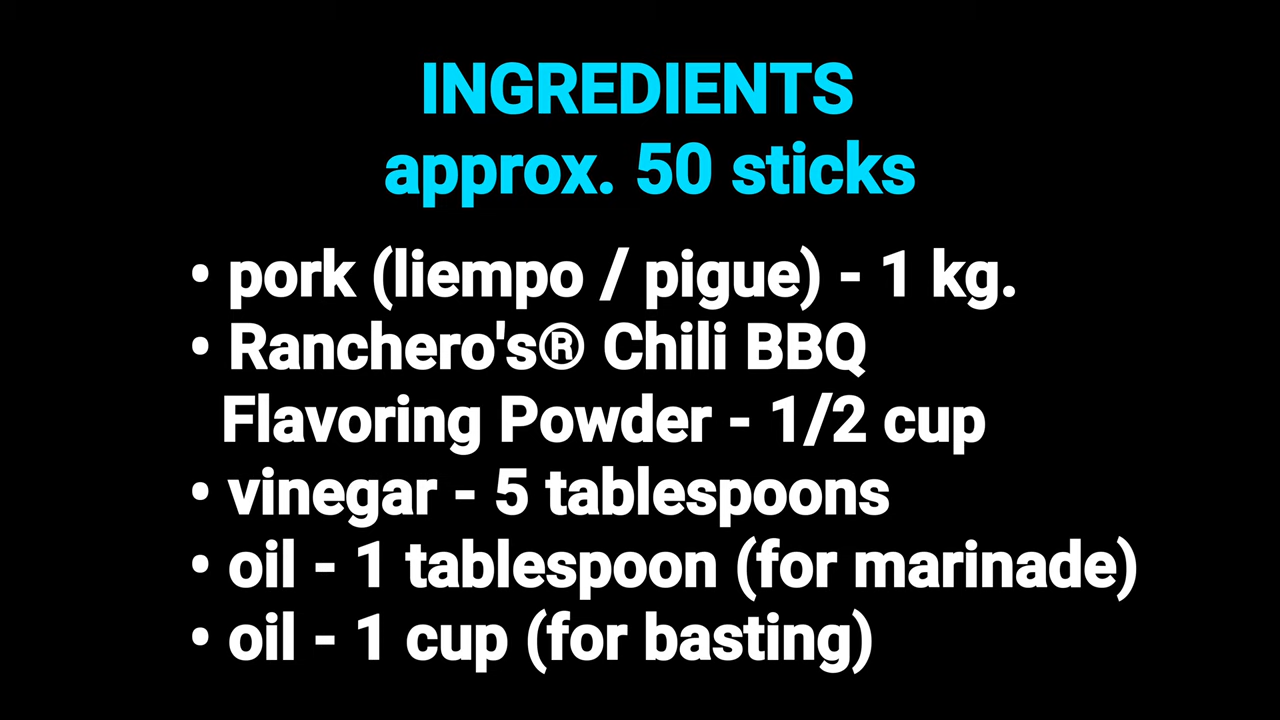 INGREDIENTS
approx. 50 sticks
• pork (liempo / pigue) - 1 kg.
• Ranchero's® Chili BBQ
Flavoring Powder - 1/2 cup
• vinegar - 5 tablespoons
• oil - 1 tablespoon (for marinade)
• oil - 1 cup (for basting)